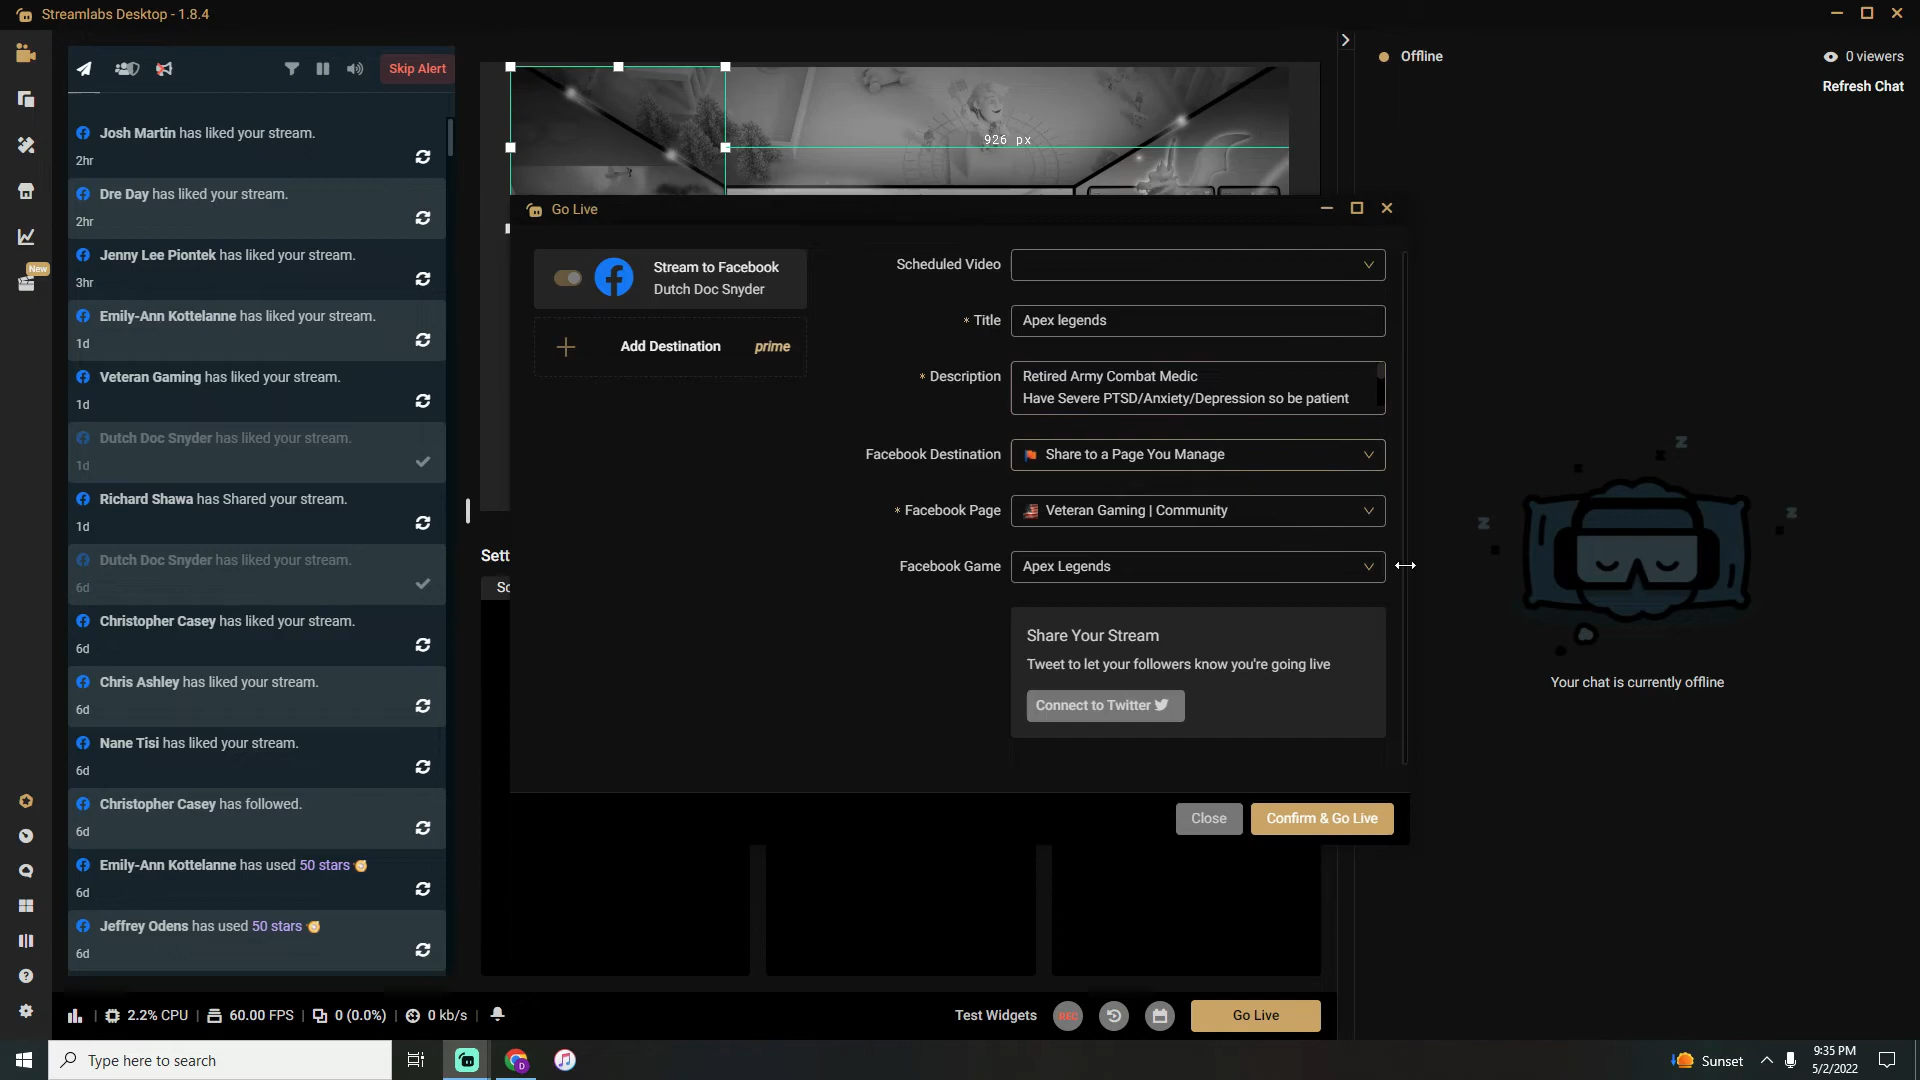 Streamlabs Desktop - 1.8.4
Skip Alert
Josh Martin has liked your stream.
2hr
Dre Day has liked your stream.
2hr
Jenny Lee Piontek has liked your stream.
3hr
New
Emily-Ann Kottelanne has liked your stream.
1d
Veteran Gaming has liked your stream.
1d
Dutch Doc Snyder has liked your stream.
1d
Richard Shawa has Shared your stream.
1d
Dutch Doc Snyder has liked your stream.
6d
Christopher Casey has liked your stream.
6d
Chris Ashley has liked your stream.
6d
Nane Tisi has liked your stream.
6d
Christopher Casey has followed.
6d
Emily-Ann Kottelanne has used 50 stars
6d
Jeffrey Odens has used 50 stars
6d
926 px
Sett
Sc
Go Live
Stream to Facebook
Dutch Doc Snyder
Add Destination prime
Scheduled Video
* Title Apex legends
* Description Retired Army Combat Medic
Have Severe PTSD/Anxiety/Depression so be patient
Facebook Destination Share to a Page You Manage
* Facebook Page Veteran Gaming | Community
Facebook Game Apex Legends
Share Your Stream
Tweet to let your followers know you're going live
Connect to Twitter
Close Confirm & Go Live
Offline 0 viewers
Refresh Chat
z
z
z
Your chat is currently offline
2.2% CPU 60.00 FPS 0 (0.0%) 0 kb/s
Test Widgets REC Go Live
Type here to search
D
Sunset
9:35 PM
5/2/2022